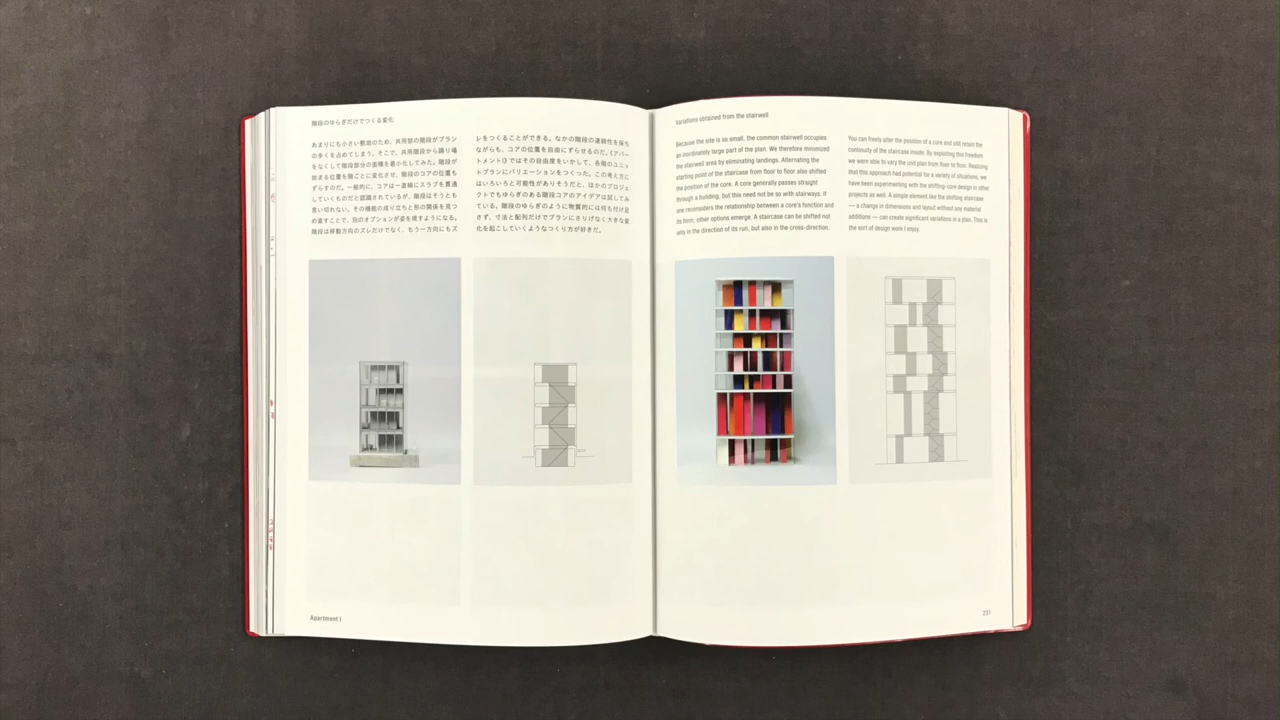 階段のゆらぎだけでつくる変化
あまりにも小さい敷地のため、共用部の階段がプラン
の多くを占めてしまう。そこで、共用階段から踊り場
をなくして階段部分の面積を最小化してみた。階段が
始まる位置を階ごとに変化させ、階段のコアの位置も
ずらすのだ。一般的に、コアは一直線にスラブを貫通
していくものだと認識されているが、階段はそうとも
言い切れない。その機能の成り立ちと形の関係を見つ
め直すことで、別のオプションが姿を現すようになる。
階段は移動方向のズレだけでなく、もう一方向にもズ
レをつくることができる。なかの階段の連続性を保ち
ながらも、コアの位置を自由にずらせるのだ。《アパー
トメントI》ではその自由度をいかして、各階のユニッ
トプランにバリエーションをつくった。この考え方に
はいろいろと可能性がありそうだと、ほかのプロジェ
クトでもゆらぎのある階段コアのアイデアは試してみ
ている。階段のゆらぎのように物質的には何も付け足
さず、寸法と配列だけでプランにさりげなく大きな変
化を起こしていくようなつくり方が好きだ。
Apartment I
Variations obtained from the stairwell
Because the site is so small, the common stairwell occupies
an inordinately large part of the plan. We therefore minimized
the stairwell area by eliminating landings. Alternating the
starting point of the staircase from floor to floor also shifted
the position of the core. A core generally passes straight
through a building, but this need not be so with stairways. If
one reconsiders the relationship between a core's function and
its form, other options emerge. A staircase can be shifted not
only in the direction of its run, but also in the cross-direction.
You can freely alter the position of a core and still retain the
continuity of the staircase inside. By exploiting this freedom
we were able to vary the unit plan from floor to floor. Realizing
that this approach had potential for a variety of situations, we
have been experimenting with the shifting-core design in other
projects as well. A simple element like the shifting staircase
— a change in dimensions and layout without any material
additions — can create significant variations in a plan. This is
the sort of design work I enjoy.
231